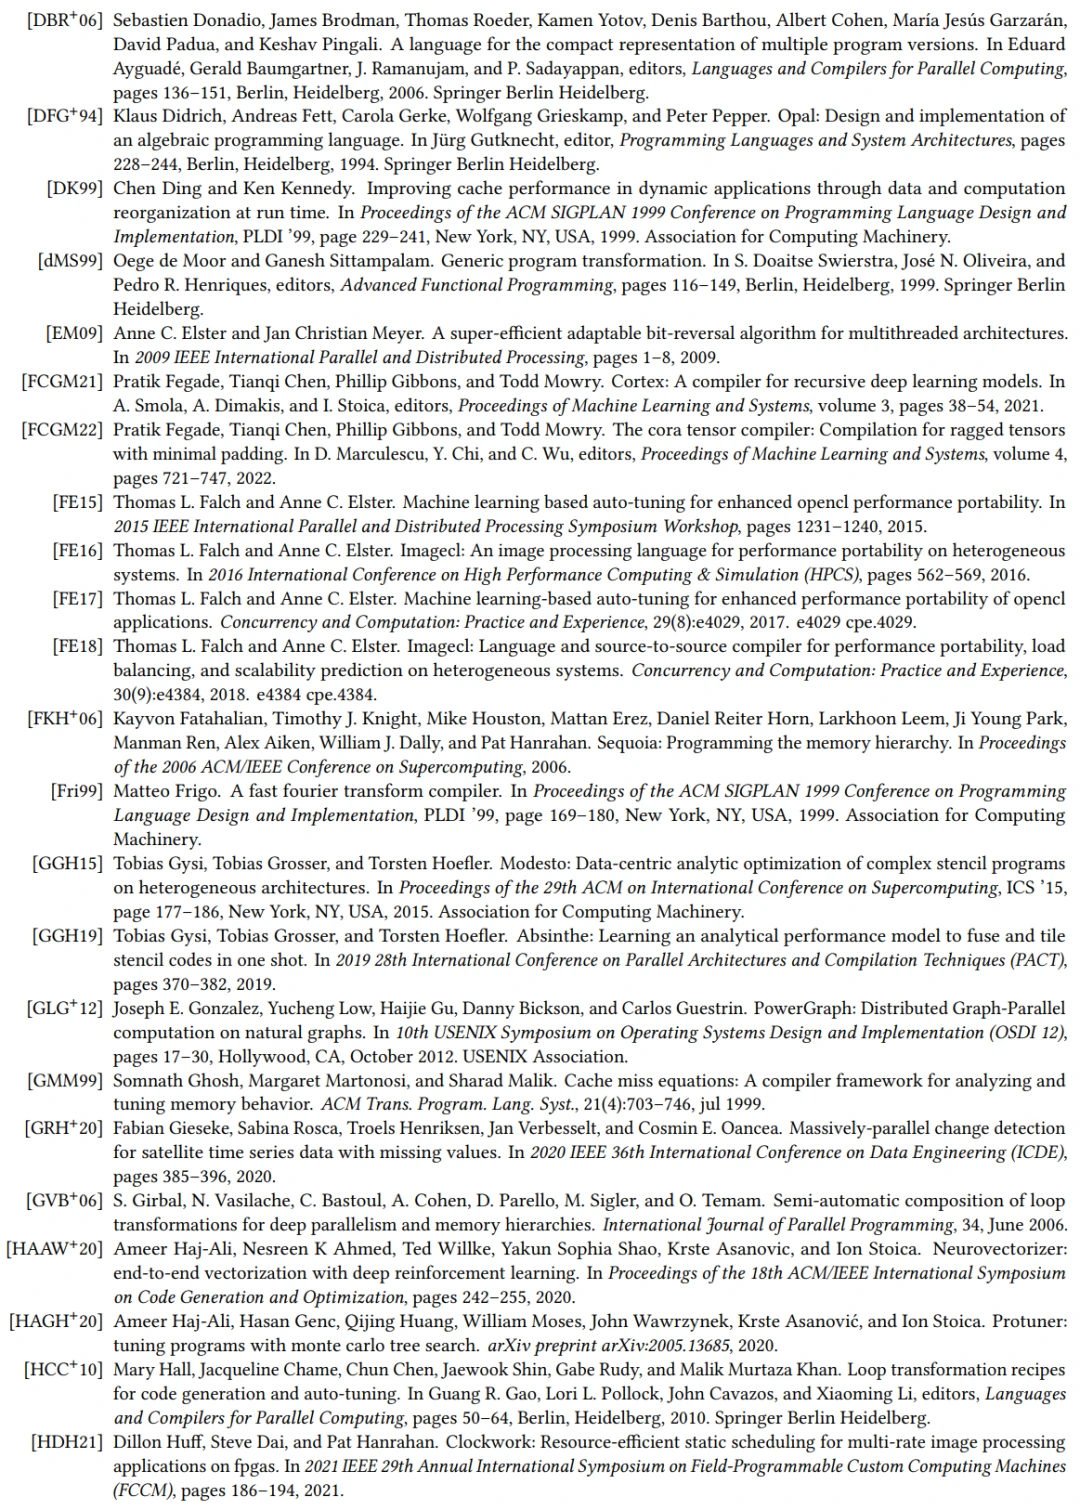 [DBR+06] Sebastien Donadio, James Brodman, Thomas Roeder, Kamen Yotov, Denis Barthou, Albert Cohen, María Jesús Garzarán,
David Padua, and Keshav Pingali. A language for the compact representation of multiple program versions. In Eduard
Ayguadé, Gerald Baumgartner, J. Ramanujam, and P. Sadayappan, editors, Languages and Compilers for Parallel Computing,
pages 136–151, Berlin, Heidelberg, 2006. Springer Berlin Heidelberg.
[DFG+94] Klaus Didrich, Andreas Fett, Carola Gerke, Wolfgang Grieskamp, and Peter Pepper. Opal: Design and implementation of
an algebraic programming language. In Jürg Gutknecht, editor, Programming Languages and System Architectures, pages
228–244, Berlin, Heidelberg, 1994. Springer Berlin Heidelberg.
[DK99] Chen Ding and Ken Kennedy. Improving cache performance in dynamic applications through data and computation
reorganization at run time. In Proceedings of the ACM SIGPLAN 1999 Conference on Programming Language Design and
Implementation, PLDI ’99, page 229–241, New York, NY, USA, 1999. Association for Computing Machinery.
[dMS99] Oege de Moor and Ganesh Sittampalam. Generic program transformation. In S. Doaitse Swierstra, José N. Oliveira, and
Pedro R. Henriques, editors, Advanced Functional Programming, pages 116–149, Berlin, Heidelberg, 1999. Springer Berlin
Heidelberg.
[EM09] Anne C. Elster and Jan Christian Meyer. A super-efficient adaptable bit-reversal algorithm for multithreaded architectures.
In 2009 IEEE International Parallel and Distributed Processing, pages 1–8, 2009.
[FCGM21] Pratik Fegade, Tianqi Chen, Phillip Gibbons, and Todd Mowry. Cortex: A compiler for recursive deep learning models. In
A. Smola, A. Dimakis, and I. Stoica, editors, Proceedings of Machine Learning and Systems, volume 3, pages 38–54, 2021.
[FCGM22] Pratik Fegade, Tianqi Chen, Phillip Gibbons, and Todd Mowry. The cora tensor compiler: Compilation for ragged tensors
with minimal padding. In D. Marculescu, Y. Chi, and C. Wu, editors, Proceedings of Machine Learning and Systems, volume 4,
pages 721–747, 2022.
[FE15] Thomas L. Falch and Anne C. Elster. Machine learning based auto-tuning for enhanced opencl performance portability. In
2015 IEEE International Parallel and Distributed Processing Symposium Workshop, pages 1231–1240, 2015.
[FE16] Thomas L. Falch and Anne C. Elster. Imagecl: An image processing language for performance portability on heterogeneous
systems. In 2016 International Conference on High Performance Computing & Simulation (HPCS), pages 562–569, 2016.
[FE17] Thomas L. Falch and Anne C. Elster. Machine learning-based auto-tuning for enhanced performance portability of opencl
applications. Concurrency and Computation: Practice and Experience, 29(8):e4029, 2017. e4029 cpe.4029.
[FE18] Thomas L. Falch and Anne C. Elster. Imagecl: Language and source-to-source compiler for performance portability, load
balancing, and scalability prediction on heterogeneous systems. Concurrency and Computation: Practice and Experience,
30(9):e4384, 2018. e4384 cpe.4384.
[FKH+06] Kayvon Fatahalian, Timothy J. Knight, Mike Houston, Mattan Erez, Daniel Reiter Horn, Larkhoon Leem, Ji Young Park,
Manman Ren, Alex Aiken, William J. Dally, and Pat Hanrahan. Sequoia: Programming the memory hierarchy. In Proceedings
of the 2006 ACM/IEEE Conference on Supercomputing, 2006.
[Fri99] Matteo Frigo. A fast fourier transform compiler. In Proceedings of the ACM SIGPLAN 1999 Conference on Programming
Language Design and Implementation, PLDI ’99, page 169–180, New York, NY, USA, 1999. Association for Computing
Machinery.
[GGH15] Tobias Gysi, Tobias Grosser, and Torsten Hoefler. Modesto: Data-centric analytic optimization of complex stencil programs
on heterogeneous architectures. In Proceedings of the 29th ACM on International Conference on Supercomputing, ICS ’15,
page 177–186, New York, NY, USA, 2015. Association for Computing Machinery.
[GGH19] Tobias Gysi, Tobias Grosser, and Torsten Hoefler. Absinthe: Learning an analytical performance model to fuse and tile
stencil codes in one shot. In 2019 28th International Conference on Parallel Architectures and Compilation Techniques (PACT),
pages 370–382, 2019.
[GLG+12] Joseph E. Gonzalez, Yucheng Low, Haijie Gu, Danny Bickson, and Carlos Guestrin. PowerGraph: Distributed Graph-Parallel
computation on natural graphs. In 10th USENIX Symposium on Operating Systems Design and Implementation (OSDI 12),
pages 17–30, Hollywood, CA, October 2012. USENIX Association.
[GMM99] Somnath Ghosh, Margaret Martonosi, and Sharad Malik. Cache miss equations: A compiler framework for analyzing and
tuning memory behavior. ACM Trans. Program. Lang. Syst., 21(4):703–746, jul 1999.
[GRH+20] Fabian Gieseke, Sabina Rosca, Troels Henriksen, Jan Verbesselt, and Cosmin E. Oancea. Massively-parallel change detection
for satellite time series data with missing values. In 2020 IEEE 36th International Conference on Data Engineering (ICDE),
pages 385–396, 2020.
[GVB+06] S. Girbal, N. Vasilache, C. Bastoul, A. Cohen, D. Parello, M. Sigler, and O. Temam. Semi-automatic composition of loop
transformations for deep parallelism and memory hierarchies. International Journal of Parallel Programming, 34, June 2006.
[HAAW+20] Ameer Haj-Ali, Nesreen K Ahmed, Ted Willke, Yakun Sophia Shao, Krste Asanovic, and Ion Stoica. Neurovectorizer:
end-to-end vectorization with deep reinforcement learning. In Proceedings of the 18th ACM/IEEE International Symposium
on Code Generation and Optimization, pages 242–255, 2020.
[HAGH+20] Ameer Haj-Ali, Hasan Genc, Qijing Huang, William Moses, John Wawrzynek, Krste Asanović, and Ion Stoica. Protuner:
tuning programs with monte carlo tree search. arXiv preprint arXiv:2005.13685, 2020.
[HCC+10] Mary Hall, Jacqueline Chame, Chun Chen, Jaewook Shin, Gabe Rudy, and Malik Murtaza Khan. Loop transformation recipes
for code generation and auto-tuning. In Guang R. Gao, Lori L. Pollock, John Cavazos, and Xiaoming Li, editors, Languages
and Compilers for Parallel Computing, pages 50–64, Berlin, Heidelberg, 2010. Springer Berlin Heidelberg.
[HDH21] Dillon Huff, Steve Dai, and Pat Hanrahan. Clockwork: Resource-efficient static scheduling for multi-rate image processing
applications on fpgas. In 2021 IEEE 29th Annual International Symposium on Field-Programmable Custom Computing Machines
(FCCM), pages 186–194, 2021.